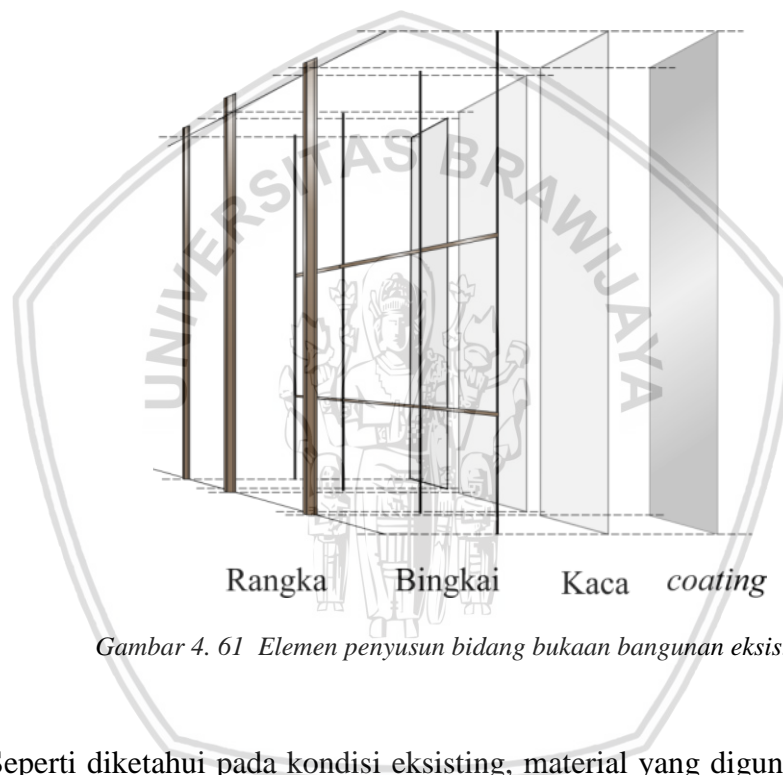 UNIVERSITAS BRAWIJAYA
Rangka Bingkai Kaca coating
Gambar 4. 61 Elemen penyusun bidang bukaan bangunan eksis
Seperti diketahui pada kondisi eksisting, material yang digun